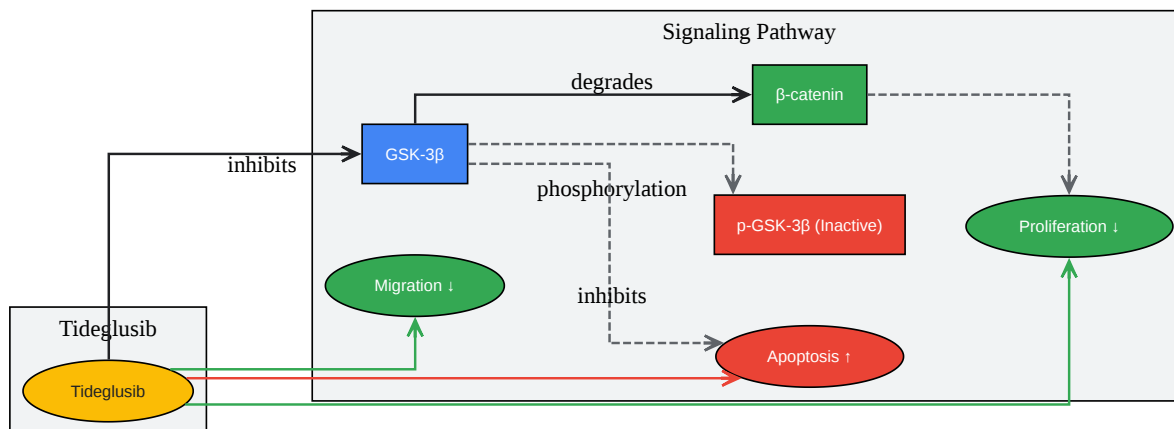 Signaling Pathway
degrades
β-catenin
GSK-3β
inhibits
phosphorylation
p-GSK-3β (Inactive)
Proliferation ↓
Migration ↓
inhibits
Tideglusib
Apoptosis ↑
Tideglusib